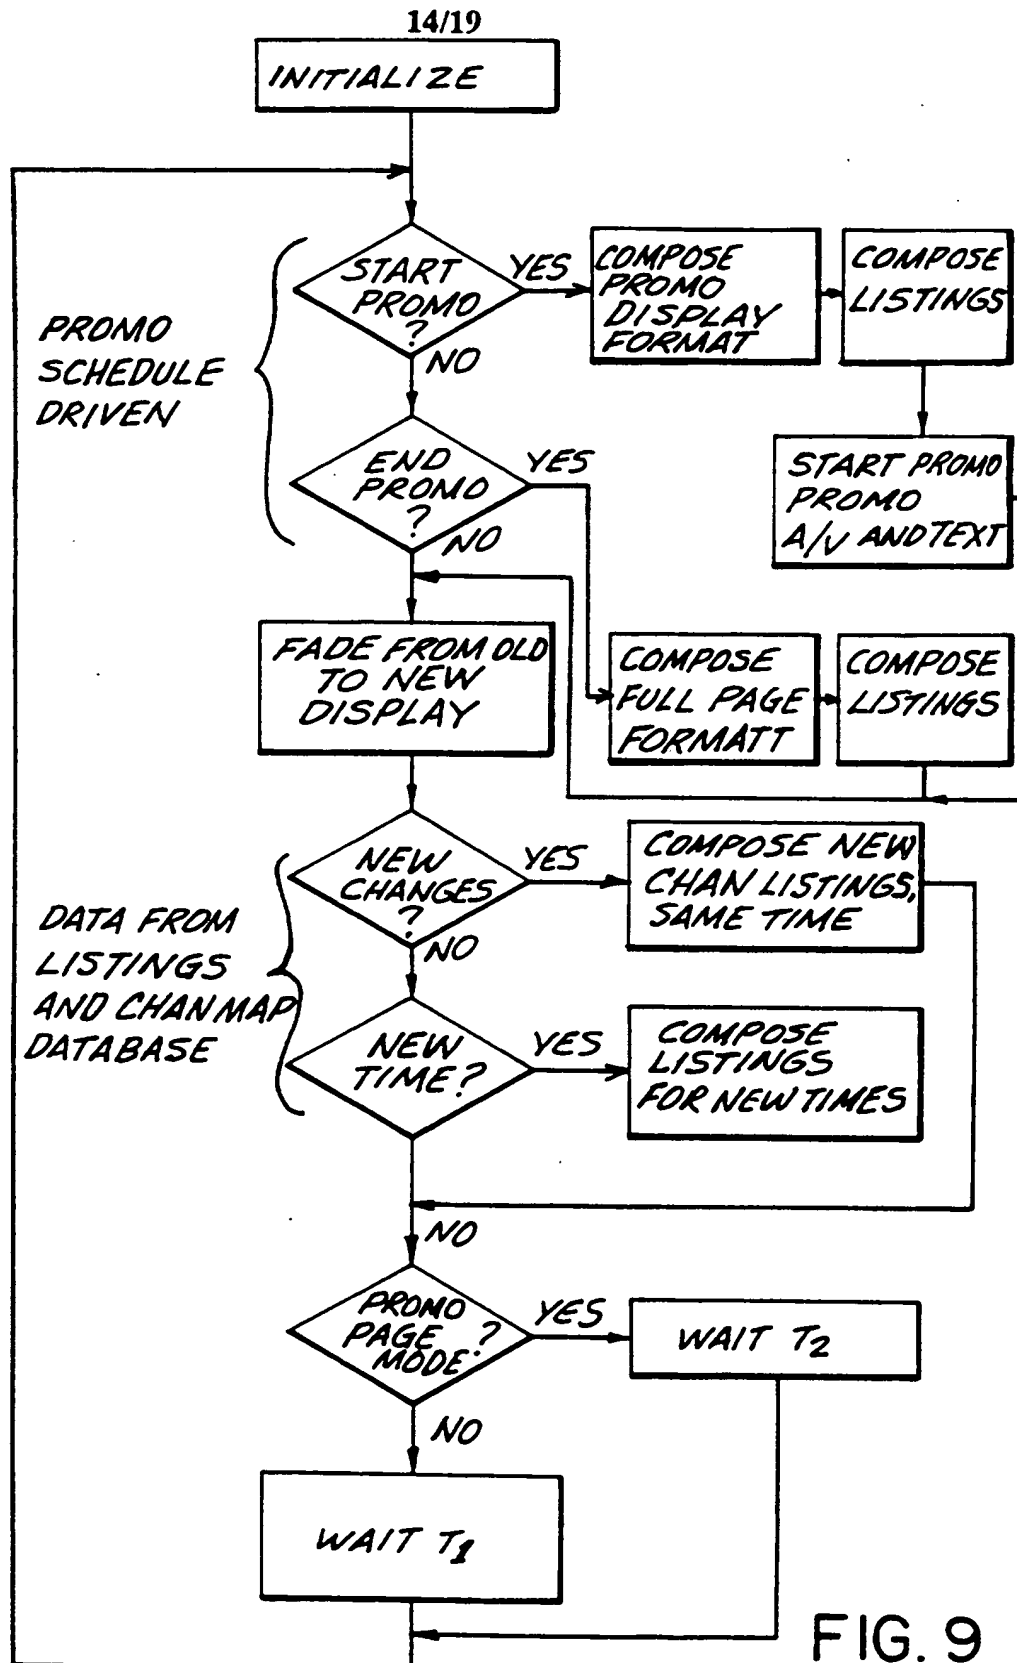 14/19
INITIALIZE
START
PROMO
?
YES
NO
COMPOSE
PROMO
DISPLAY
FORMAT
COMPOSE
LISTINGS
PROMO
SCHEDULE
DRIVEN
START PROMO
PROMO
A/V AND TEXT
END
PROMO
?
YES
NO
FADE FROM OLD
TO NEW
DISPLAY
COMPOSE
FULL PAGE
FORMATT
COMPOSE
LISTINGS
NEW
CHANGES
?
YES
NO
COMPOSE NEW
CHAN LISTINGS,
SAME TIME
DATA FROM
LISTINGS
AND CHAN MAP
DATABASE
NEW
TIME?
YES
COMPOSE
LISTINGS
FOR NEW TIMES
NO
PROMO
PAGE ?
MODE
YES
WAIT T2
NO
WAIT T1
FIG. 9